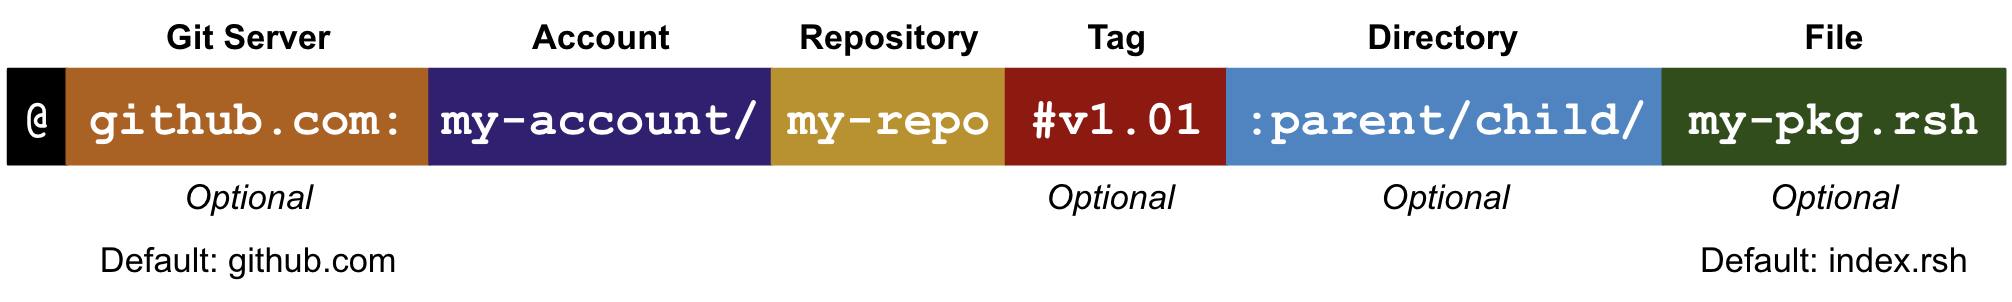 Git Server Account Repository Tag Directory File
@ github.com: my-account/ my-repo #v1.01 :parent/child/ my-pkg.rsh
Optional Optional Optional Optional
Default: github.com Default: index.rsh